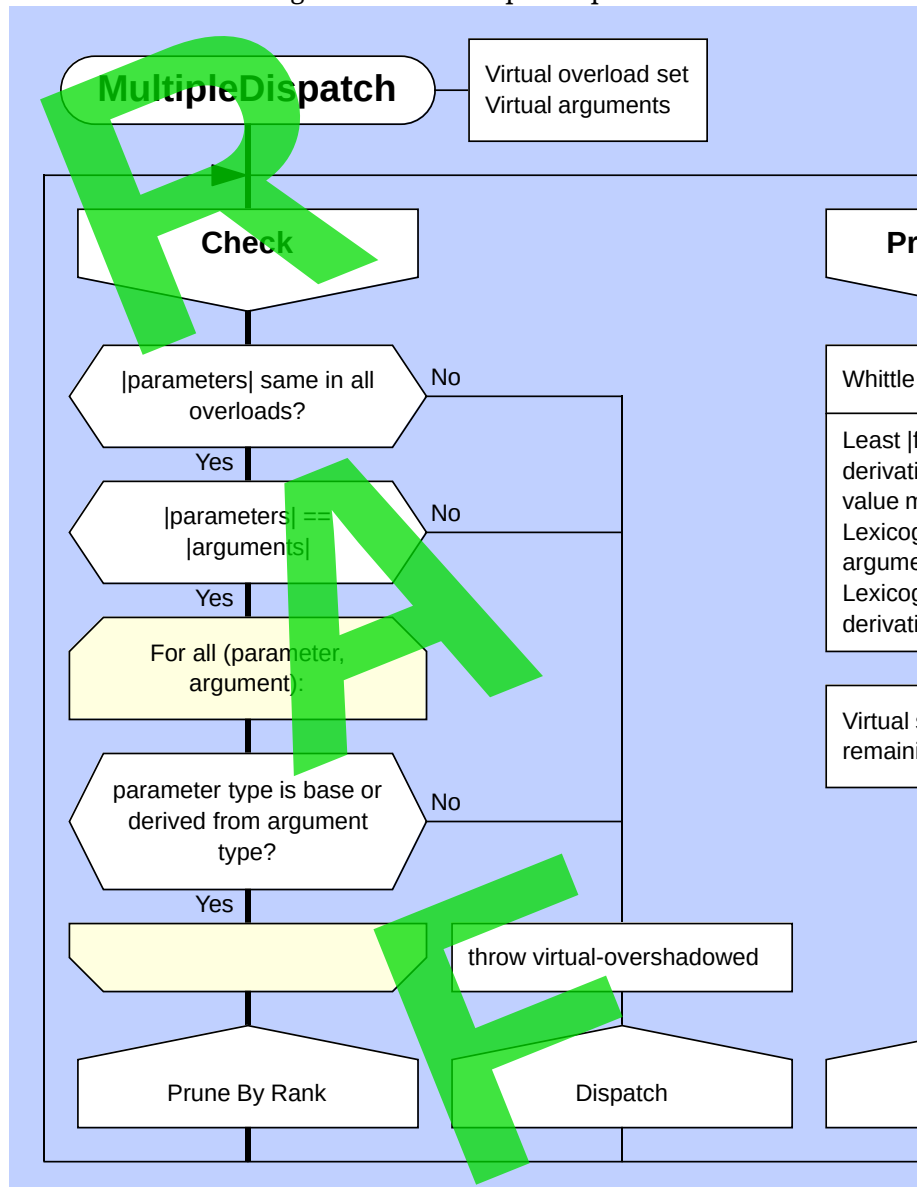 MultipleDispatch
Virtual overload set
Virtual arguments
Check
|parameters| same in all
overloads?
No
Yes
|parameters| ==
|arguments|
No
Yes
For all (parameter,
argument):
parameter type is base or
derived from argument
type?
No
Yes
throw virtual-overshadowed
Prune By Rank
Dispatch
Pr
Whittle
Least |f
derivati
value m
Lexicog
argume
Lexicog
derivati
Virtual s
remaini
R
A
F